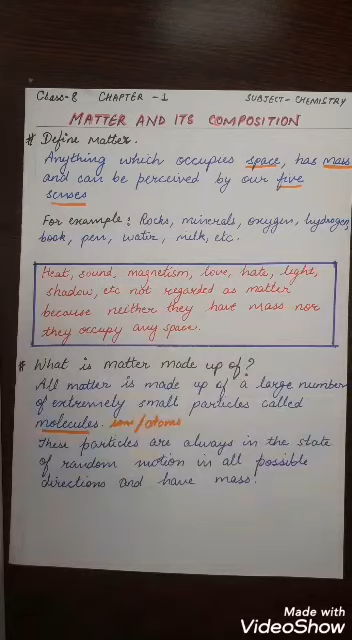 Class-8 CHAPTER -1 SUBJECT- CHEMISTRY
MATTER AND ITS COMPOSITION
# Define matter.
Anything which occupies space, has mass
and can be perceived by our five
senses
For example: Rocks, minerals, oxygen, hydrogen,
book, pen, water, milk, etc.
Heat, sound, magnetism, love, hate, light,
shadow, etc not regarded as matter
because neither they have mass nor
they occupy any space.
# What is matter made up of?
All matter is made up of a large number
of extremely small particles called
molecules. ions/atoms
These particles are always in the state
of random motion in all possible
directions and have mass.
Made with
VideoShow